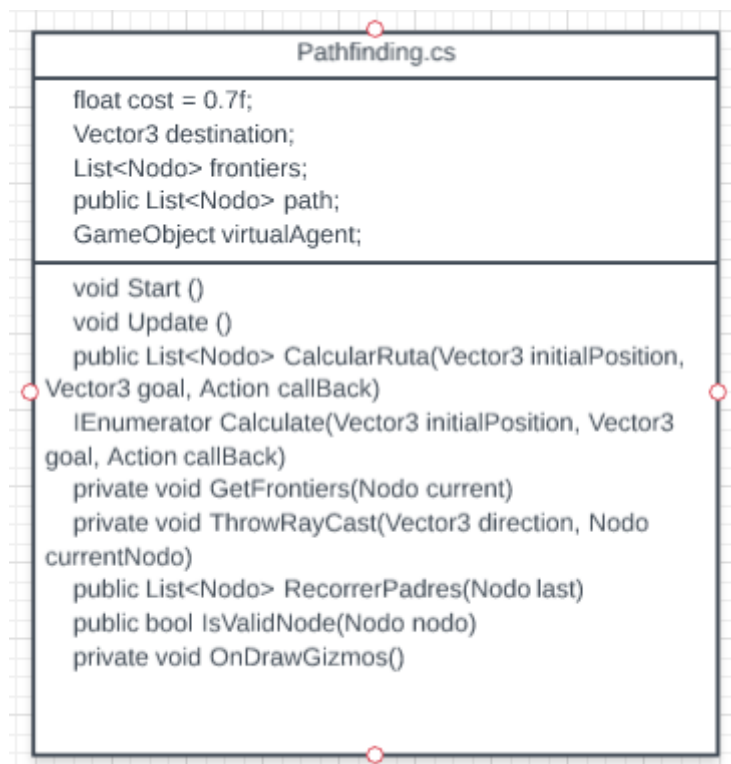 Pathfinding.cs
float cost = 0.7f;
Vector3 destination;
List<Nodo> frontiers;
public List<Nodo> path;
GameObject virtualAgent;
void Start ()
void Update ()
public List<Nodo> CalcularRuta(Vector3 initialPosition,
Vector3 goal, Action callBack)
IEnumerator Calculate(Vector3 initialPosition, Vector3
goal, Action callBack)
private void GetFrontiers(Nodo current)
private void ThrowRayCast(Vector3 direction, Nodo
currentNodo)
public List<Nodo> RecorrerPadres(Nodo last)
public bool IsValidNode(Nodo nodo)
private void OnDrawGizmos()